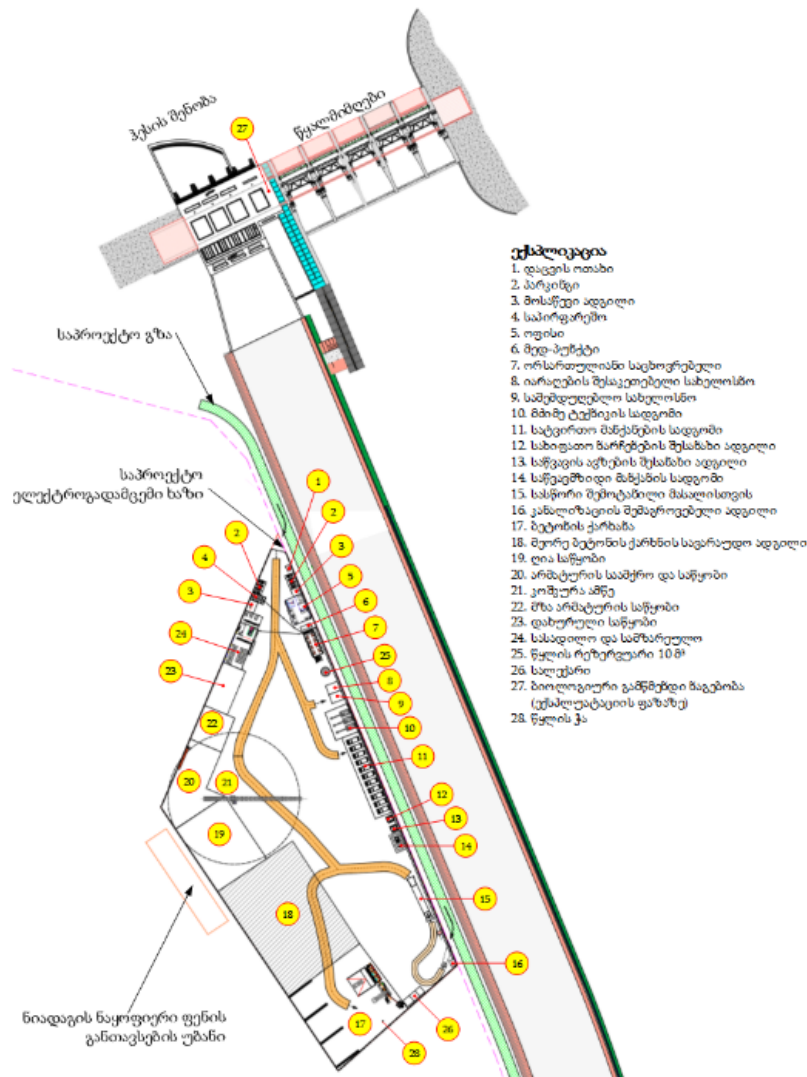 ჰესის შენობა
წყალმიმღები
27
საპროექტო გზა
საპროექტო
ელექტროგადამცემი ხაზი
1
2
2
3
4
5
3
6
7
24
25
23
8
9
10
22
11
20
21
12
13
19
14
15
18
16
17
26
28
ნიადაგის ნაყოფიერი ფენის
განთავსების უბანი
ექსპლიკაცია
1. დაცვის ოთახი
2. პარკინგი
3. მოსაწევი ადგილი
4. საპირფარეშო
5. ოფისი
6. მედ-პუნქტი
7. ორსართულიანი საცხოვრებელი
8. იარაღების შესაკეთებელი სახელოსნო
9. საშემდუღებლო სახელოსნო
10. მძიმე ტექნიკის სადგომი
11. სატვირთო მანქანების სადგომი
12. სახიფათო ნარჩენების შესანახი ადგილი
13. საწვავის ავზების შესანახი ადგილი
14. საწვავმზიდი მანქანის სადგომი
15. სასწორი შემოტანილი მასალისთვის
16. კანალიზაციის შემაგროვებელი ადგილი
17. ბეტონის ქარხანა
18. მეორე ბეტონის ქარხნის სავარაუდო ადგილი
19. ღია საწყობი
20. არმატურის საამქრო და საწყობი
21. კოშკურა ამწე
22. მზა არმატურის საწყობი
23. დახურული საწყობი
24. სასადილო და სამზარეულო
25. წყლის რეზერვუარი 10 მ³
26. სალექარი
27. ბიოლოგიური გამწმენდი ნაგებობა
(ექსპლუატაციის ფაზაზე)
28. წყლის ჭა